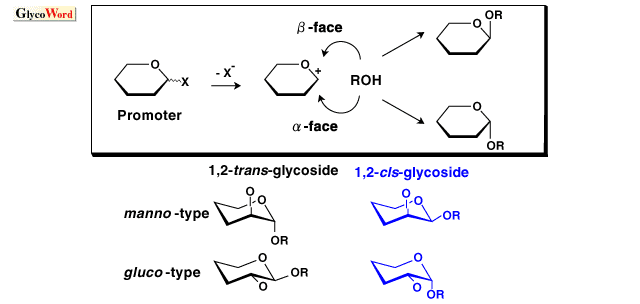 GlycoWord
β-face
O
OR
O
X
Promoter
- X⁻
O
+
ROH
α-face
O
OR
1,2-trans-glycoside 1,2-cis-glycoside
manno-type
O
O
OR
O
O
OR
gluco-type
O
O
OR
O
O
OR